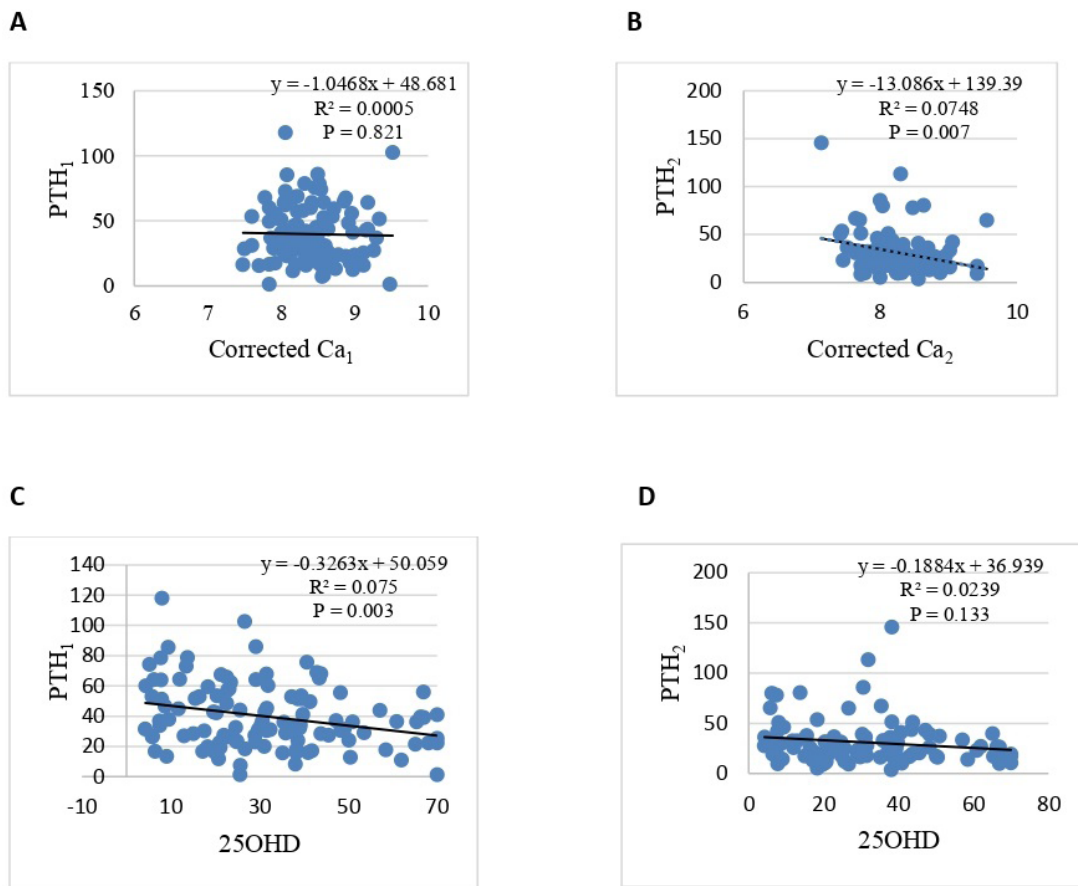 A
y = -1.0468x + 48.681
R² = 0.0005
P = 0.821
150
100
50
0
PTH₁
6 7 8 9 10
Corrected Ca₁
B
y = -13.086x + 139.39
R² = 0.0748
P = 0.007
200
150
100
50
0
PTH₂
6 8 10
Corrected Ca₂
C
y = -0.3263x + 50.059
R² = 0.075
P = 0.003
140
120
100
80
60
40
20
0
PTH₁
-10 10 30 50 70
25OHD
D
y = -0.1884x + 36.939
R² = 0.0239
P = 0.133
200
150
100
50
0
PTH₂
0 20 40 60 80
25OHD